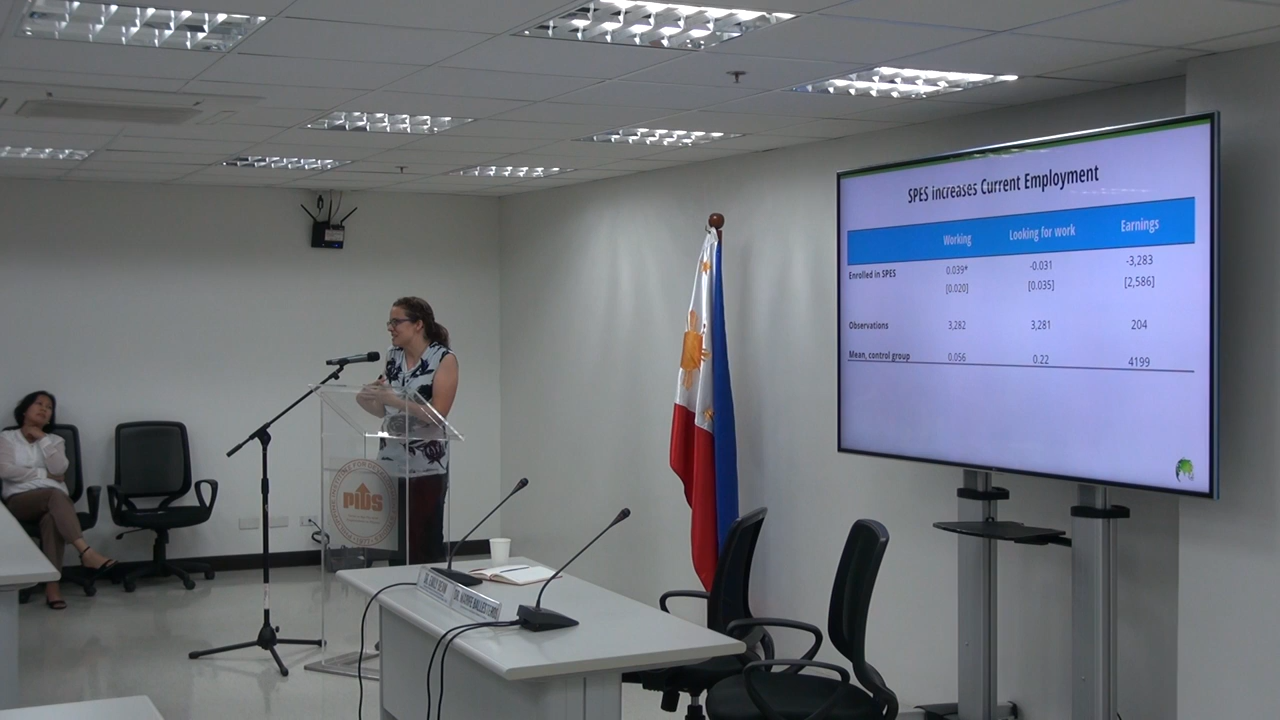 SPES increases Current Employment
Working Looking for work Earnings
Enrolled in SPES 0.039* -0.031 -3,283
[0.020] [0.035] [2,586]
Observations 3,282 3,281 204
Mean, control group 0.056 0.22 4199
PIDS